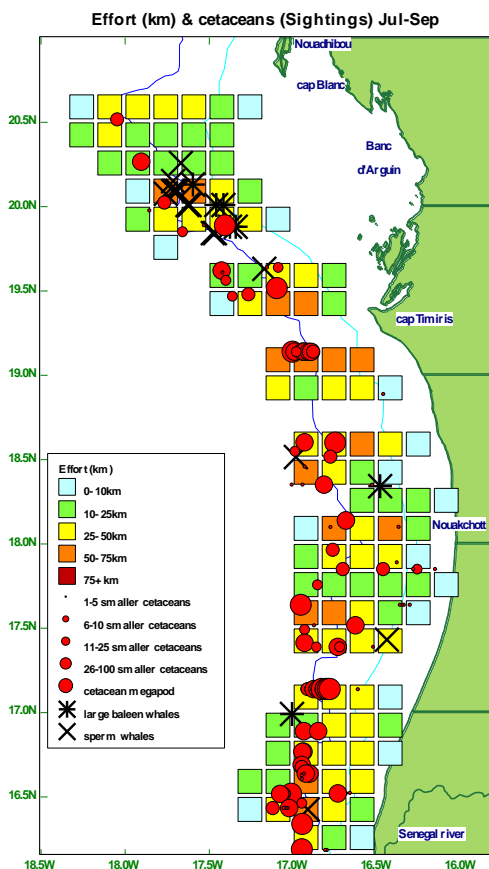 Effort (km) & cetaceans (Sightings) Jul-Sep
Nouadhibou
cap Blanc
Banc
d'Arguin
cap Timiris
Nouakchott
Senegal river
20.5N
20.0N
19.5N
19.0N
18.5N
18.0N
17.5N
17.0N
16.5N
Effort (km)
0-10km
10-25km
25-50km
50-75km
75+ km
1-5 smaller cetaceans
6-10 smaller cetaceans
11-25 smaller cetaceans
26-100 smaller cetaceans
cetacean megapod
large baleen whales
sperm whales
18.5W 18.0W 17.5W 17.0W 16.5W 16.0W